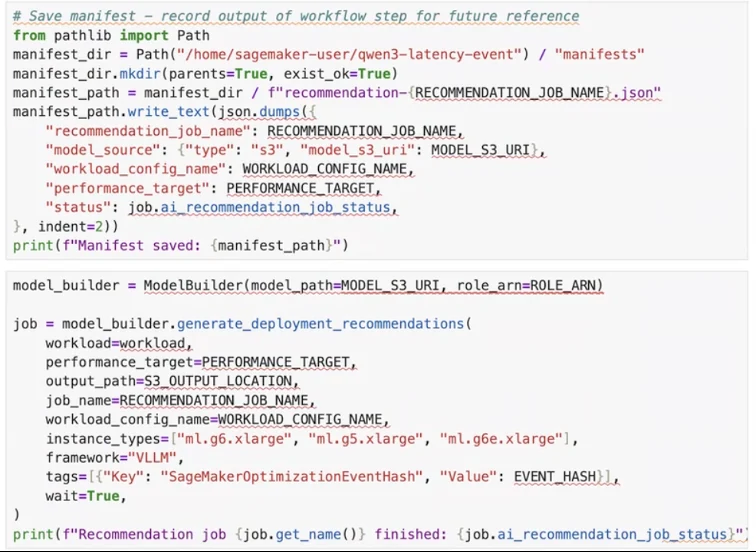 # Save manifest — record output of workflow step for future reference
from pathlib import Path
manifest_dir = Path("/home/sagemaker-user/qwen3-latency-event") / "manifests"
manifest_dir.mkdir(parents=True, exist_ok=True)
manifest_path = manifest_dir / f"recommendation-{RECOMMENDATION_JOB_NAME}.json"
manifest_path.write_text(json.dumps({
    "recommendation_job_name": RECOMMENDATION_JOB_NAME,
    "model_source": {"type": "s3", "model_s3_uri": MODEL_S3_URI},
    "workload_config_name": WORKLOAD_CONFIG_NAME,
    "performance_target": PERFORMANCE_TARGET,
    "status": job.ai_recommendation_job_status,
}, indent=2))
print(f"Manifest saved: {manifest_path}")
model_builder = ModelBuilder(model_path=MODEL_S3_URI, role_arn=ROLE_ARN)
job = model_builder.generate_deployment_recommendations(
    workload=workload,
    performance_target=PERFORMANCE_TARGET,
    output_path=S3_OUTPUT_LOCATION,
    job_name=RECOMMENDATION_JOB_NAME,
    workload_config_name=WORKLOAD_CONFIG_NAME,
    instance_types=["ml.g6.xlarge", "ml.g5.xlarge", "ml.g6e.xlarge"],
    framework="VLLM",
    tags=[{"Key": "SageMakerOptimizationEventHash", "Value": EVENT_HASH}],
    wait=True,
)
print(f"Recommendation job {job.get_name()} finished: {job.ai_recommendation_job_status}")